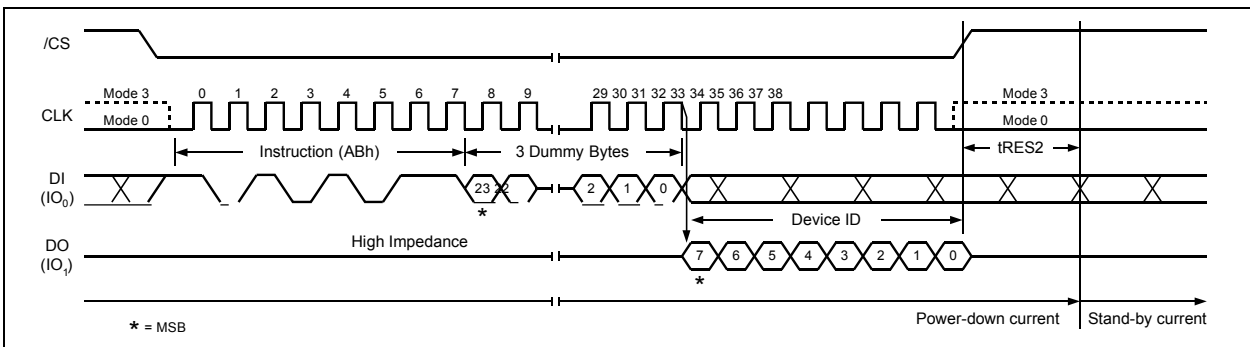 /CS
Mode 3 0 1 2 3 4 5 6 7 8 9 29 30 31 32 33 34 35 36 37 38 Mode 3
CLK
Mode 0 Mode 0
Instruction (ABh) 3 Dummy Bytes tRES2
DI
(IO0)
23 22 2 1 0
*
Device ID
High Impedance
DO
(IO1)
7 6 5 4 3 2 1 0
*
Power-down current Stand-by current
* = MSB